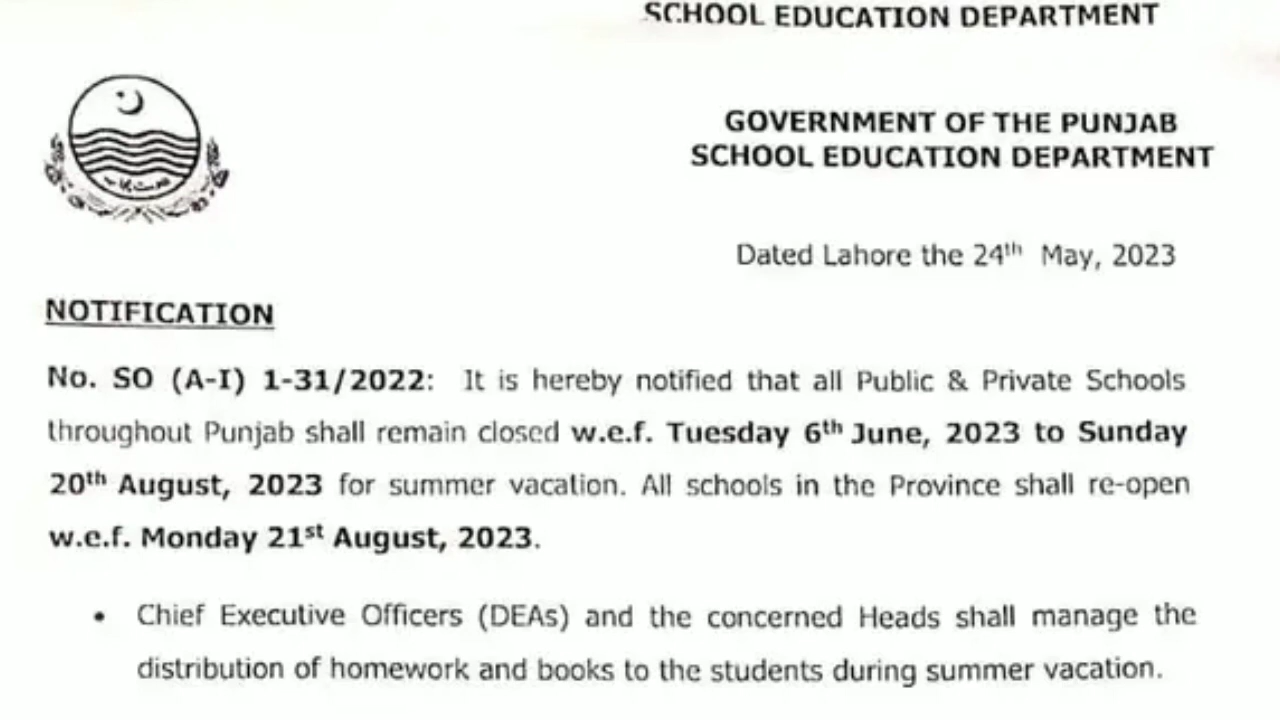 SCHOOL EDUCATION DEPARTMENT
GOVERNMENT OF THE PUNJAB
SCHOOL EDUCATION DEPARTMENT
Dated Lahore the 24th May, 2023
NOTIFICATION
No. SO (A-I) 1-31/2022: It is hereby notified that all Public & Private Schools
throughout Punjab shall remain closed w.e.f. Tuesday 6th June, 2023 to Sunday
20th August, 2023 for summer vacation. All schools in the Province shall re-open
w.e.f. Monday 21st August, 2023.
• Chief Executive Officers (DEAs) and the concerned Heads shall manage the
distribution of homework and books to the students during summer vacation.